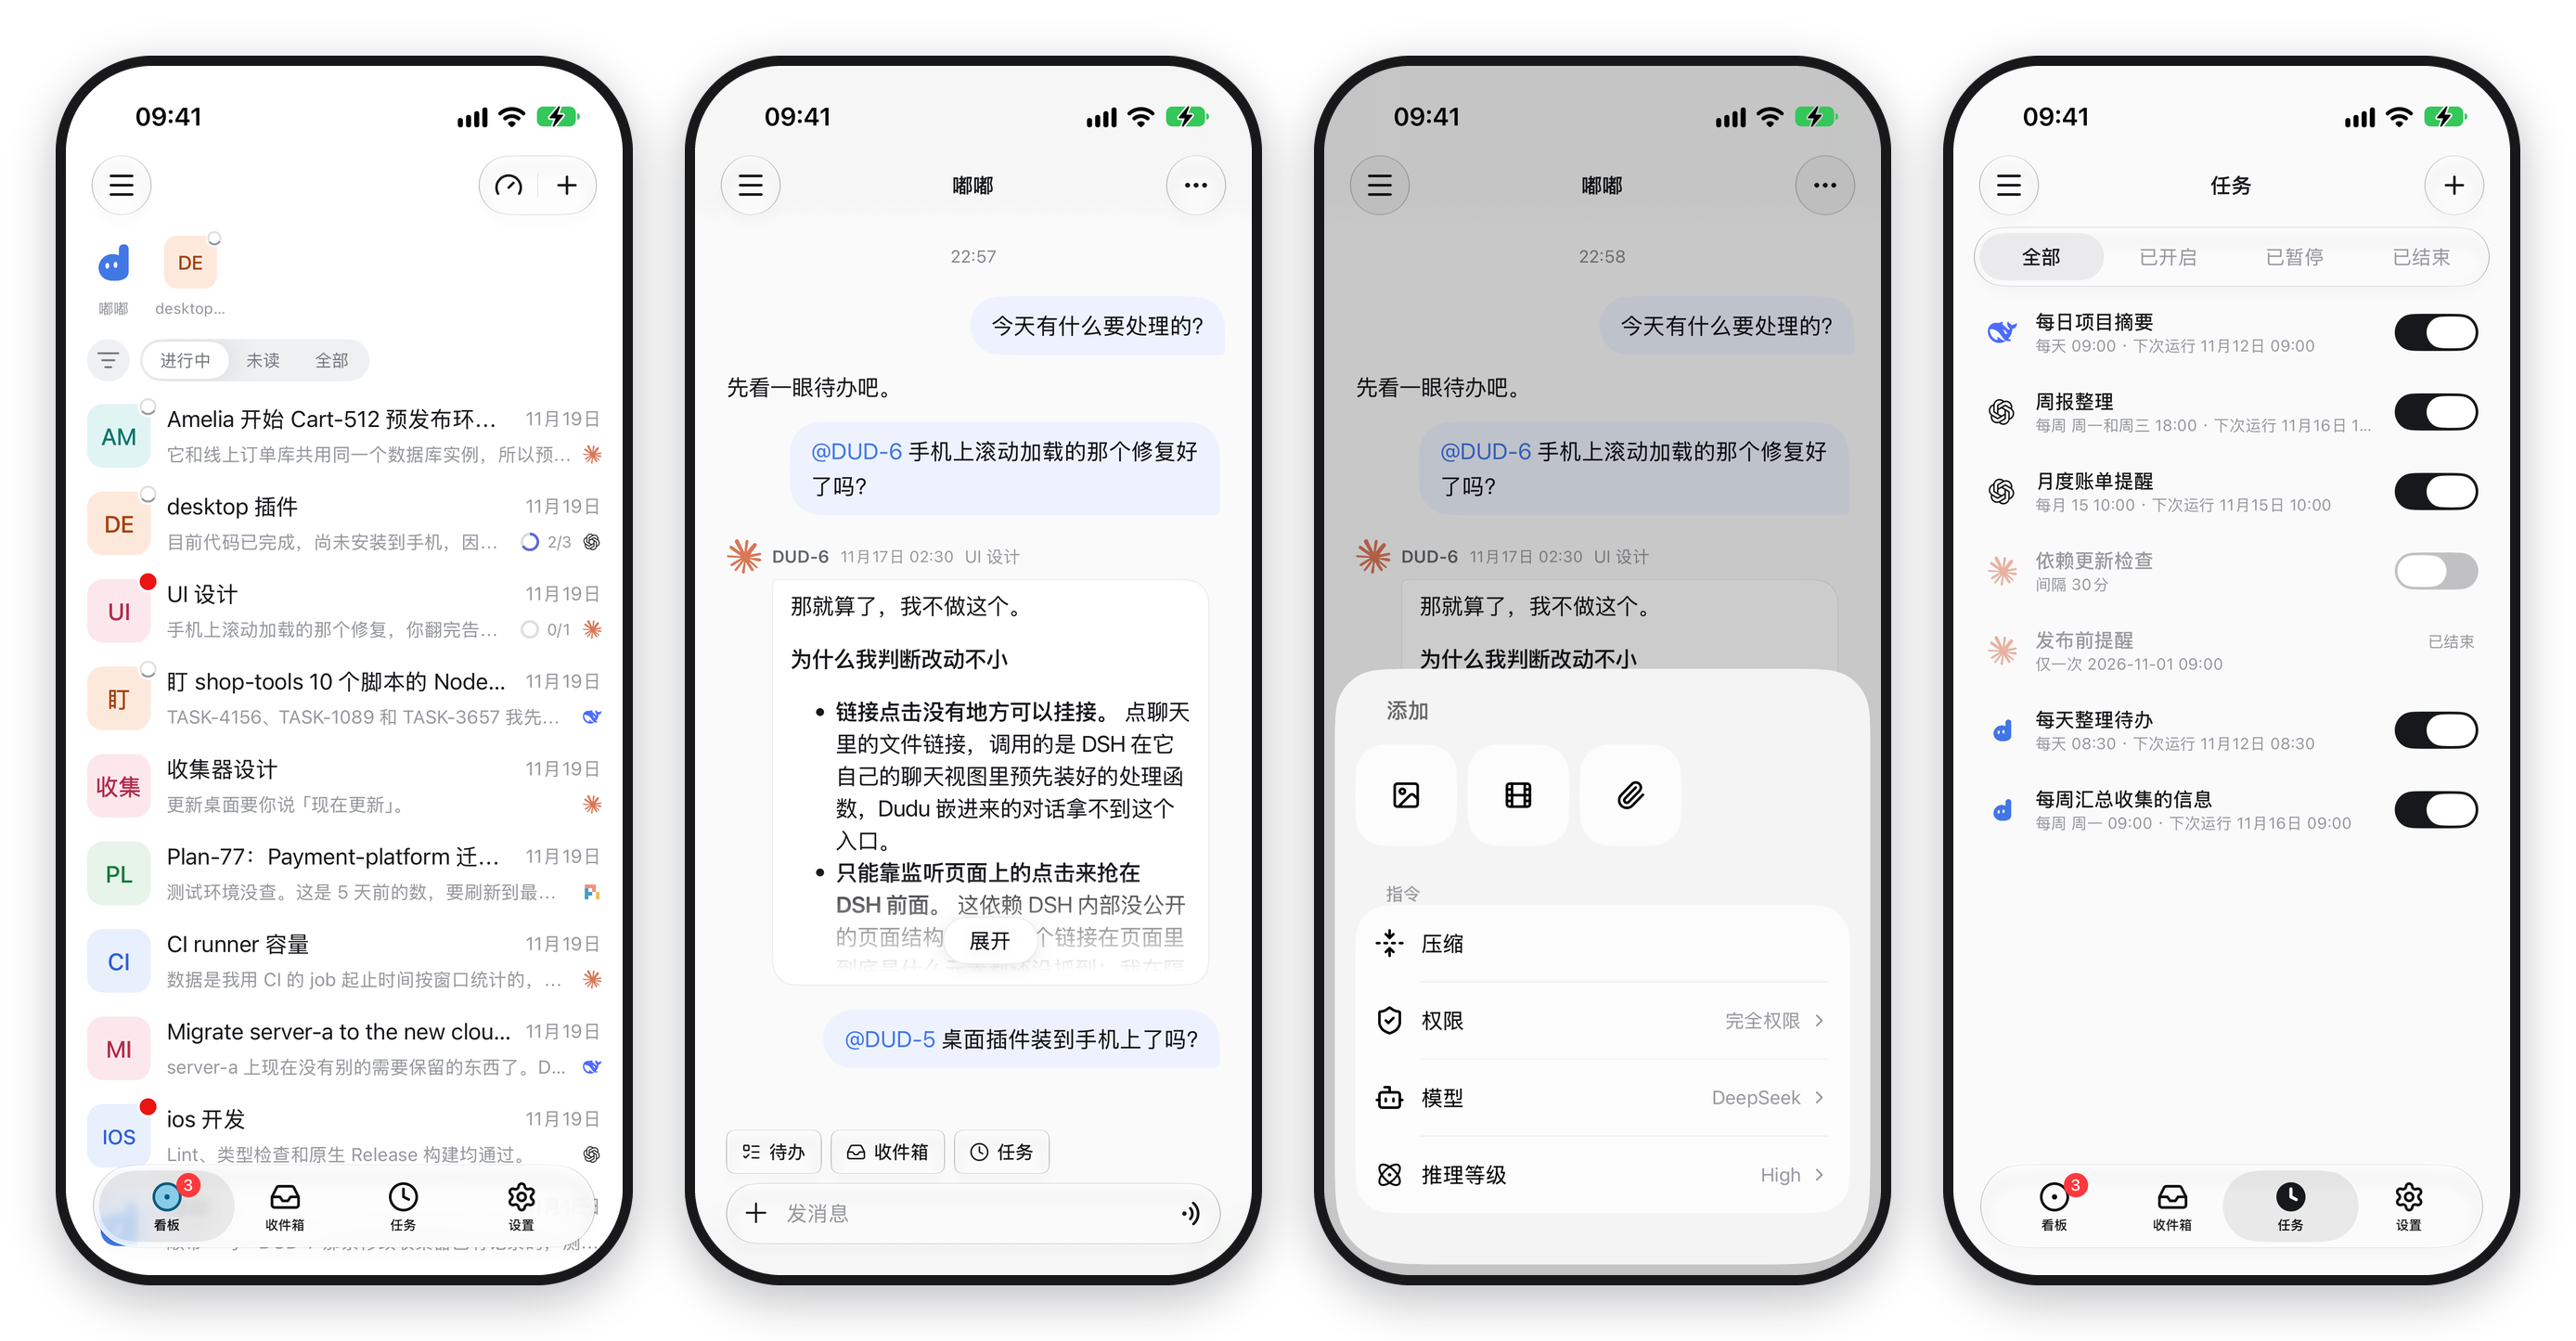 09:41
嘟嘟
DE
desktop...
进行中
未读
全部
AM
Amelia 开始 Cart-512 预发布环...
11月19日
它和线上订单库共用同一个数据库实例，所以预...
DE
desktop 插件
11月19日
目前代码已完成，尚未安装到手机，因...
2/3
UI
UI 设计
11月19日
手机上滚动加载的那个修复，你翻完告...
0/1
盯
盯 shop-tools 10 个脚本的 Node...
11月19日
TASK-4156、TASK-1089 和 TASK-3657 我先...
收集
收集器设计
11月19日
更新桌面要你说「现在更新」。
PL
Plan-77：Payment-platform 迁...
11月19日
测试环境没查。这是 5 天前的数，要刷新到最...
CI
CI runner 容量
11月19日
数据是我用 CI 的 job 起止时间按窗口统计的，...
MI
Migrate server-a to the new clou...
11月19日
server-a 上现在没有别的需要保留的东西了。D...
IOS
ios 开发
11月19日
Lint、类型检查和原生 Release 构建均通过。
3
看板
收件箱
任务
设置
09:41
嘟嘟
22:57
今天有什么要处理的？
先看一眼待办吧。
@DUD-6 手机上滚动加载的那个修复好
了吗？
DUD-6 11月17日 02:30 UI 设计
那就算了，我不做这个。
为什么我判断改动不小
• 链接点击没有地方可以挂接。 点聊天
里的文件链接，调用的是 DSH 在它
自己的聊天视图里预先装好的处理函
数，Dudu 嵌进来的对话拿不到这个
入口。
• 只能靠监听页面上的点击来抢在
DSH 前面。 这依赖 DSH 内部没公开
的页面结构
个链接在页面里
展开
@DUD-5 桌面插件装到手机上了吗？
待办
收件箱
任务
发消息
09:41
嘟嘟
22:58
今天有什么要处理的？
先看一眼待办吧。
@DUD-6 手机上滚动加载的那个修复好
了吗？
DUD-6 11月17日 02:30 UI 设计
那就算了，我不做这个。
为什么我判断改动不小
添加
指令
压缩
权限
完全权限
模型
DeepSeek
推理等级
High
09:41
任务
全部
已开启
已暂停
已结束
每日项目摘要
每天 09:00 · 下次运行 11月12日 09:00
周报整理
每周 周一和周三 18:00 · 下次运行 11月16日 1...
月度账单提醒
每月 15 10:00 · 下次运行 11月15日 10:00
依赖更新检查
间隔 30 分
发布前提醒
仅一次 2026-11-01 09:00
已结束
每天整理待办
每天 08:30 · 下次运行 11月12日 08:30
每周汇总收集的信息
每周 周一 09:00 · 下次运行 11月16日 09:00
3
看板
收件箱
任务
设置